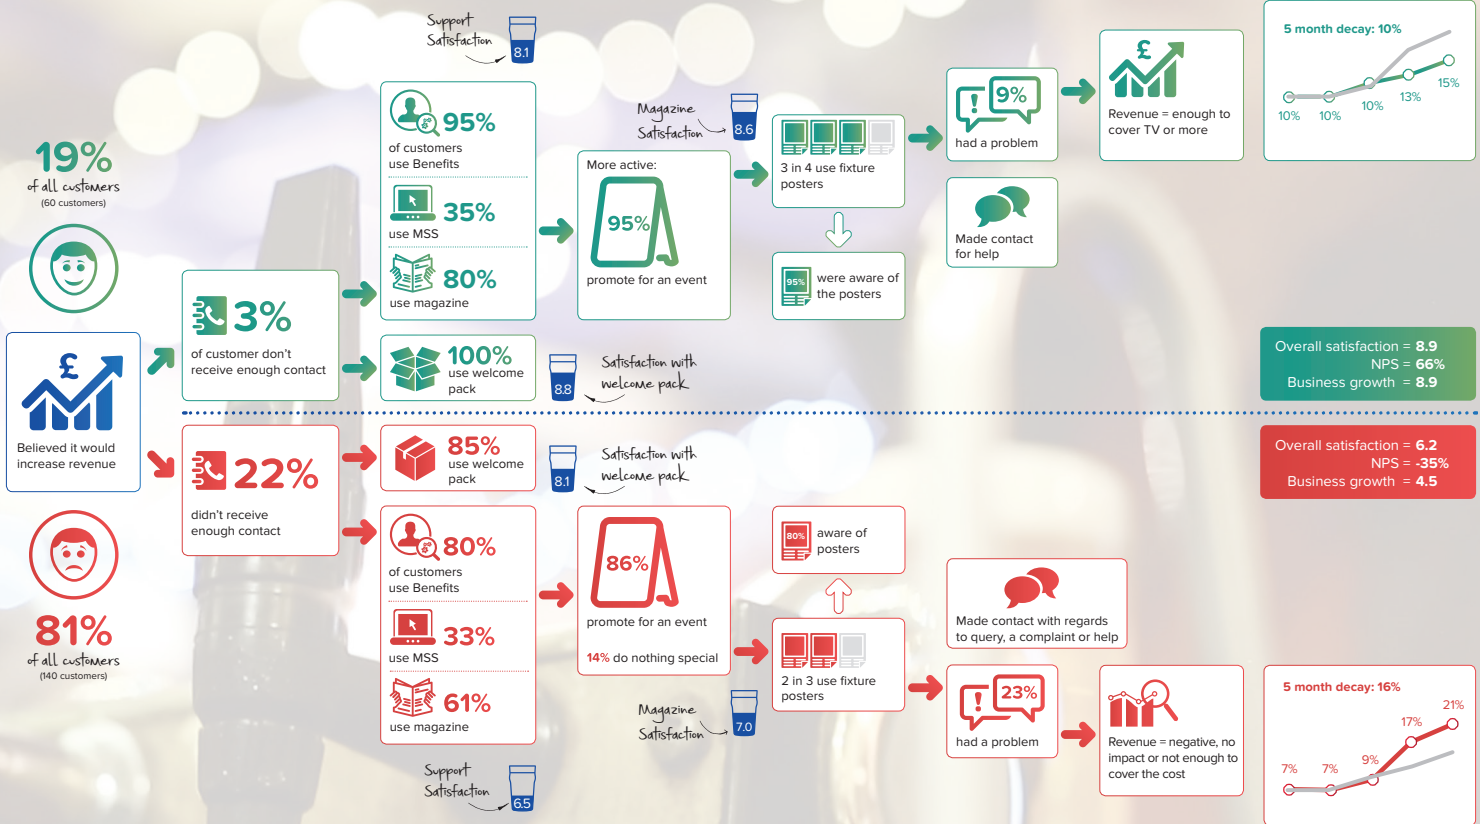 19%
of all customers
(60 customers)
£
Believed it would
increase revenue
81%
of all customers
(140 customers)
3%
of customer don't
receive enough contact
Support
Satisfaction
8.1
95%
of customers
use Benefits
35%
use MSS
80%
use magazine
100%
use welcome
pack
8.8
Satisfaction with
welcome pack
More active:
95%
promote for an event
Magazine
Satisfaction
8.6
3 in 4 use fixture
posters
95%
were aware of
the posters
!
9%
had a problem
Made contact
for help
£
Revenue = enough to
cover TV or more
5 month decay: 10%
10%
10%
10%
13%
15%
Overall satisfaction = 8.9
NPS = 66%
Business growth = 8.9
22%
didn't receive
enough contact
85%
use welcome
pack
8.1
Satisfaction with
welcome pack
80%
of customers
use Benefits
33%
use MSS
61%
use magazine
Support
Satisfaction
6.5
86%
promote for an event
14% do nothing special
Magazine
Satisfaction
7.0
80%
aware of
posters
2 in 3 use fixture
posters
Made contact with regards
to query, a complaint or help
!
23%
had a problem
Revenue = negative, no
impact or not enough to
cover the cost
Overall satisfaction = 6.2
NPS = -35%
Business growth = 4.5
5 month decay: 16%
7%
7%
9%
17%
21%